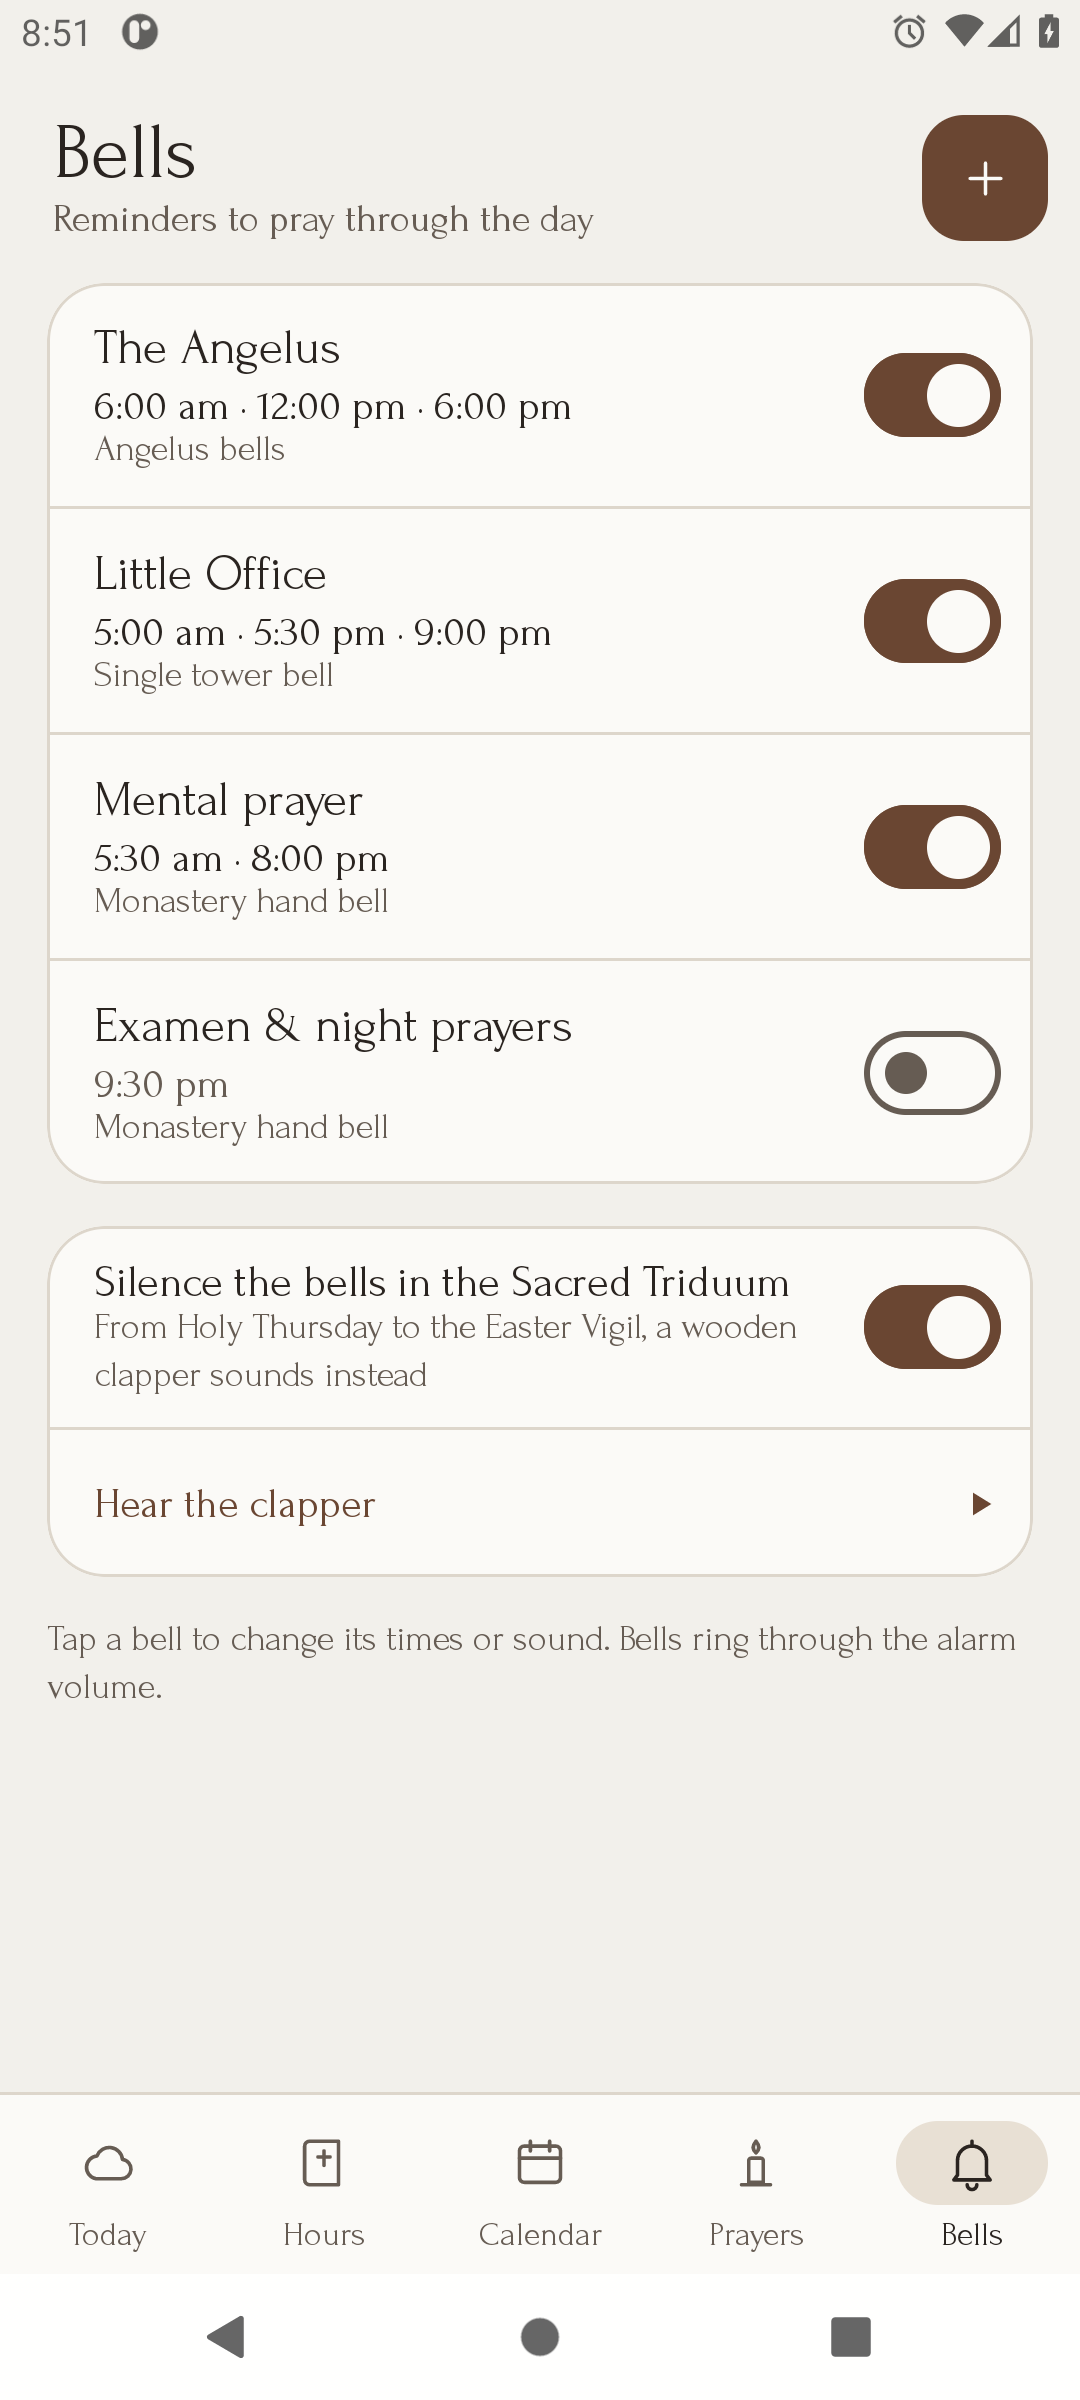 8:51
Bells
Reminders to pray through the day
The Angelus
6:00 am · 12:00 pm · 6:00 pm
Angelus bells
Little Office
5:00 am · 5:30 pm · 9:00 pm
Single tower bell
Mental prayer
5:30 am · 8:00 pm
Monastery hand bell
Examen & night prayers
9:30 pm
Monastery hand bell
Silence the bells in the Sacred Triduum
From Holy Thursday to the Easter Vigil, a wooden
clapper sounds instead
Hear the clapper
Tap a bell to change its times or sound. Bells ring through the alarm
volume.
Today
Hours
Calendar
Prayers
Bells